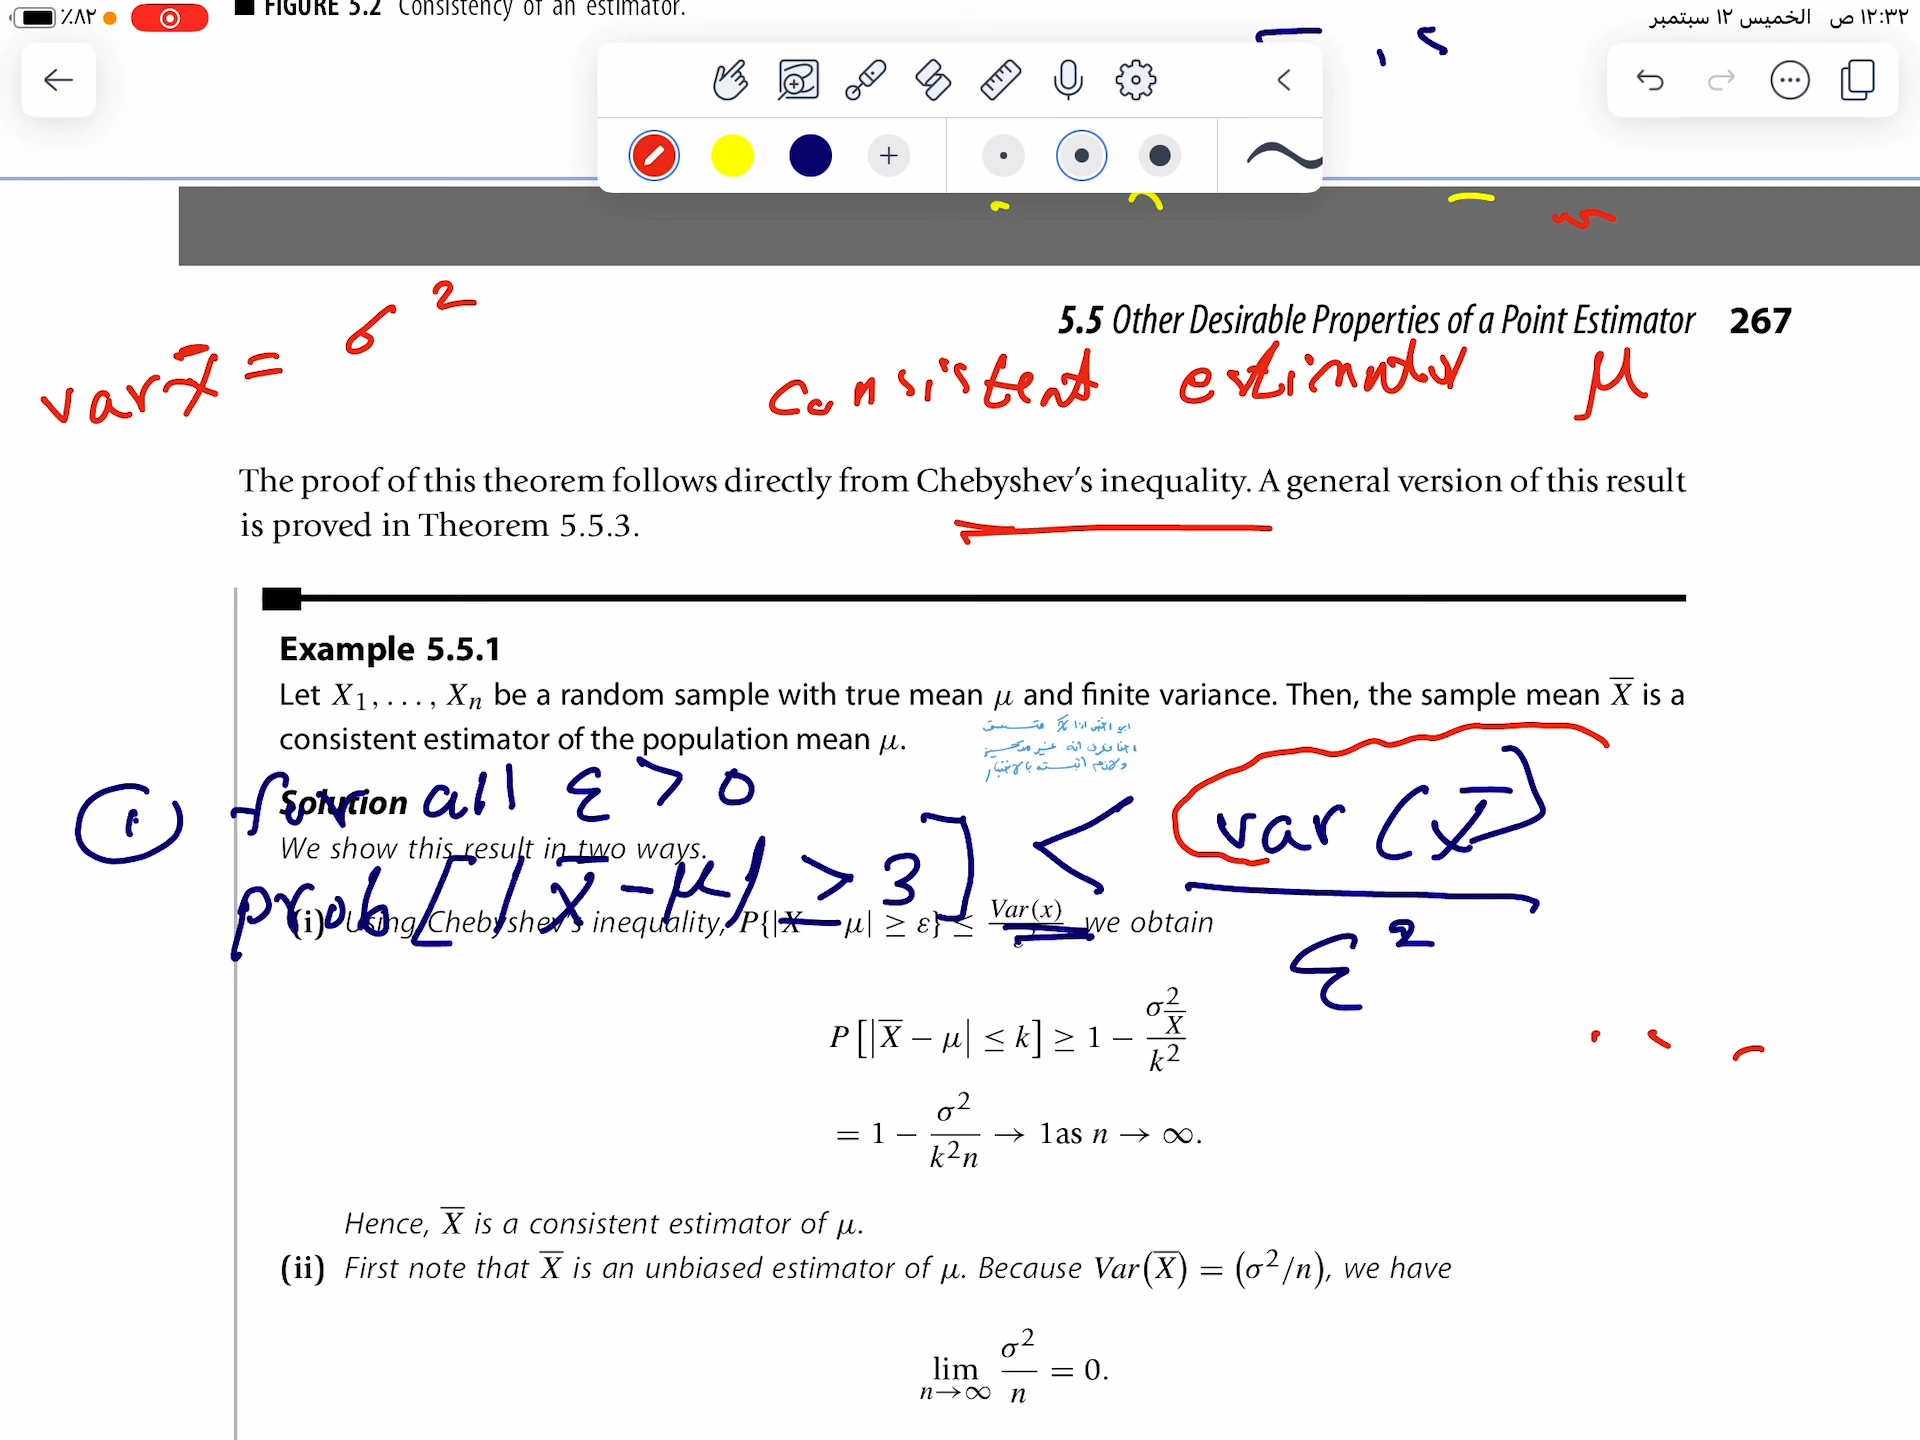 ٪٨٢
١٢:٣٢ ص الخميس ١٢ سبتمبر
FIGURE 5.2 Consistency of an estimator.
5.5 Other Desirable Properties of a Point Estimator 267
var x̄ = σ²
consistent estimator μ
The proof of this theorem follows directly from Chebyshev's inequality. A general version of this result
is proved in Theorem 5.5.3.
Example 5.5.1
Let X₁, . . . , Xₙ be a random sample with true mean μ and finite variance. Then, the sample mean X̄ is a
consistent estimator of the population mean μ.
① for all ε > 0
Solution
We show this result in two ways.
prob [ | x̄ - μ | ≥ 3 ] < var (x̄) / ε²
(i) Using Chebyshev's inequality, P{|X − μ| ≥ ε} ≤ Var(x) we obtain
P[|X̄ − μ| ≤ k] ≥ 1 − σ²_X̄ / k²
= 1 − σ² / k²n → 1as n → ∞.
Hence, X̄ is a consistent estimator of μ.
(ii) First note that X̄ is an unbiased estimator of μ. Because Var(X̄) = (σ²/n), we have
lim n→∞ σ² / n = 0.